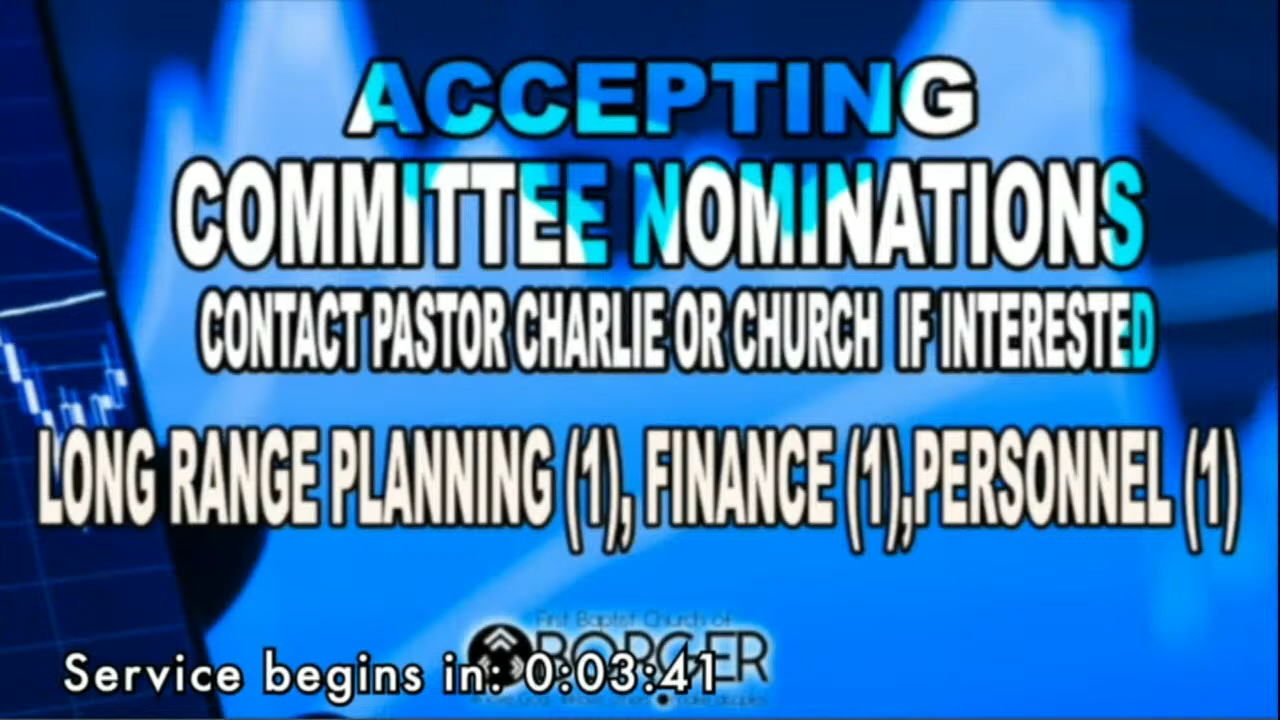 ACCEPTING
COMMITTEE NOMINATIONS
CONTACT PASTOR CHARLIE OR CHURCH IF INTERESTED
LONG RANGE PLANNING (1), FINANCE (1),PERSONNEL (1)
First Baptist Church of
BORGER
Service begins in: 0:03:41